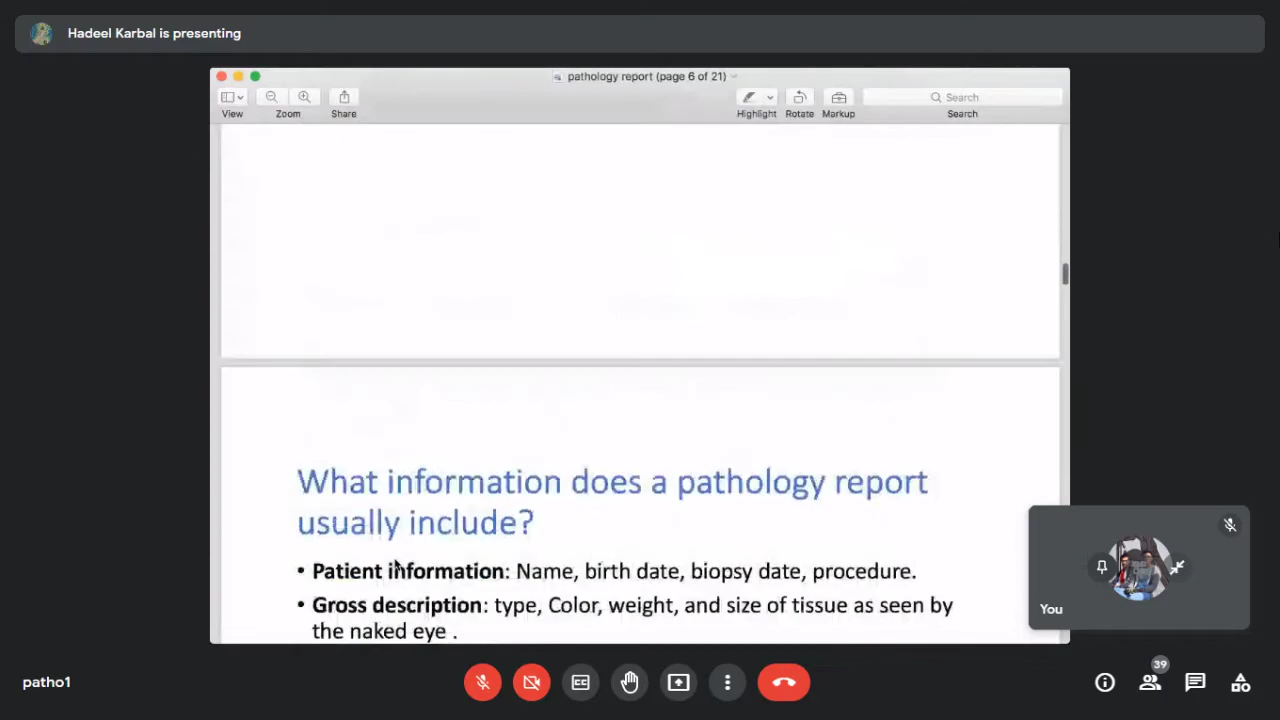 Hadeel Karbal is presenting
pathology report (page 6 of 21)
View Zoom Share Highlight Rotate Markup Search
Search
What information does a pathology report
usually include?
• Patient information: Name, birth date, biopsy date, procedure.
• Gross description: type, Color, weight, and size of tissue as seen by
the naked eye .
You
patho1
CC
39